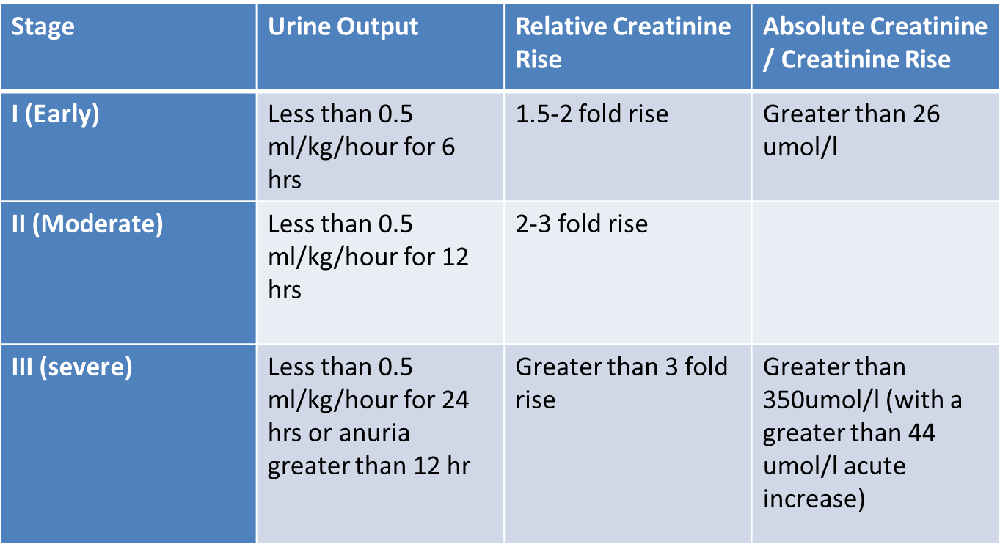 Stage
Urine Output
Relative Creatinine
Rise
Absolute Creatinine
/ Creatinine Rise
I (Early)
Less than 0.5
ml/kg/hour for 6
hrs
1.5-2 fold rise
Greater than 26
umol/l
II (Moderate)
Less than 0.5
ml/kg/hour for 12
hrs
2-3 fold rise
III (severe)
Less than 0.5
ml/kg/hour for 24
hrs or anuria
greater than 12 hr
Greater than 3 fold
rise
Greater than
350umol/l (with a
greater than 44
umol/l acute
increase)